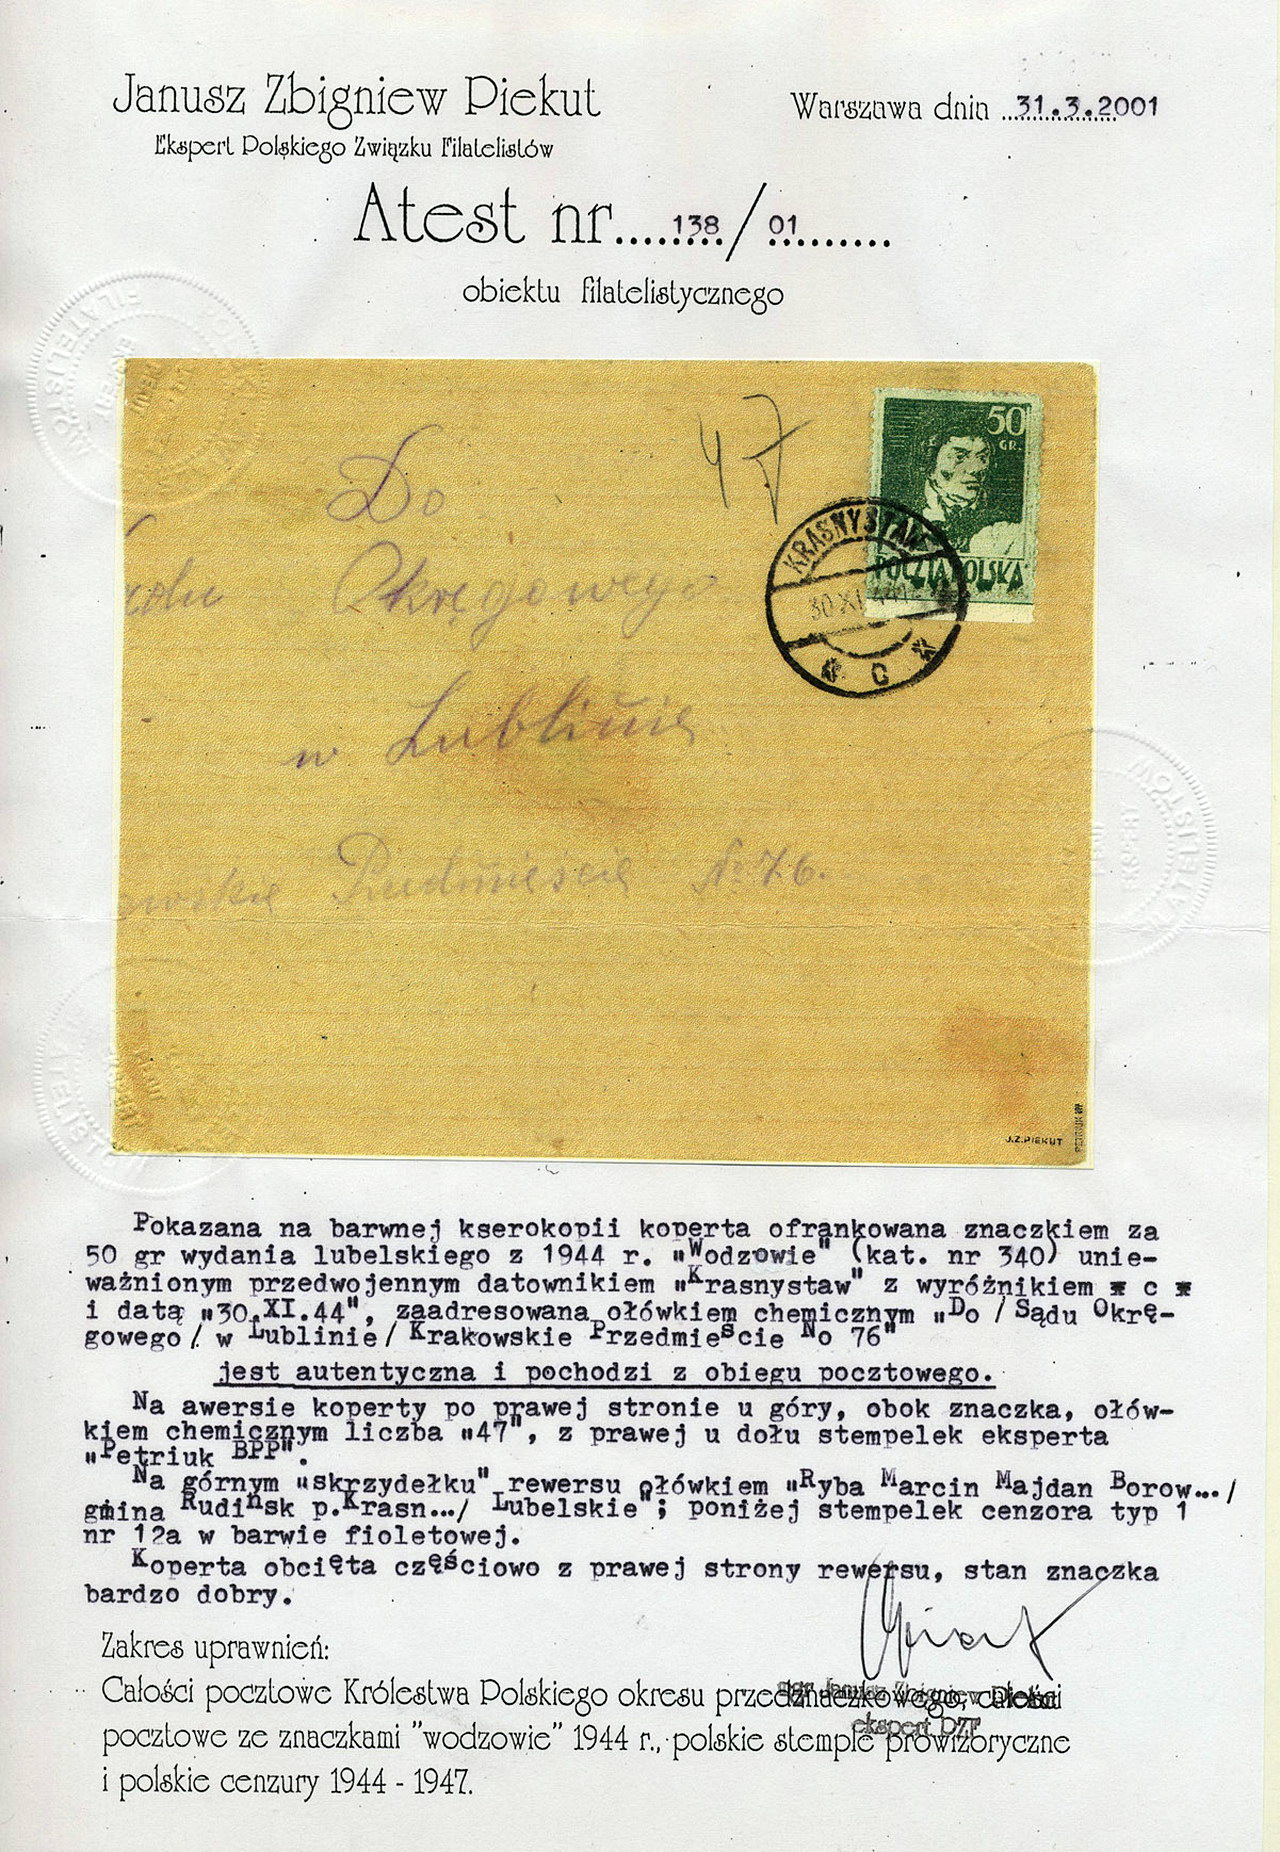 Janusz Zbigniew Piekut
Warszawa dnia ...31.3.2001
Ekspert Polskiego Związku Filatelistów
Atest nr........138/01.........
obiektu filatelistycznego
50
GR.
POCZTA POLSKA
KRASNYSTAW
30 XI 44
* C *
47
Do
Okręgowego
w Lublinie
Przedmieście No 76.
J.Z.PIEKUT
Pokazana na barwnej kserokopii koperta ofrankowana znaczkiem za
50 gr wydania lubelskiego z 1944 r. „Wodzowie" (kat. nr 340) unie-
ważnionym przedwojennym datownikiem „Krasnystaw" z wyróżnikiem * c *
i datą „30.XI.44", zaadresowana ołówkiem chemicznym „Do / Sądu Okrę-
gowego / w Lublinie / Krakowskie Przedmieście No 76"
jest autentyczna i pochodzi z obiegu pocztowego.
Na awersie koperty po prawej stronie u góry, obok znaczka, ołów-
kiem chemicznym liczba „47", z prawej u dołu stempelek eksperta
„Petriuk BPP".
Na górnym „skrzydełku" rewersu ołówkiem „Ryba Marcin Majdan Borow.../
gmina Rudińsk p.Krasn.../ Lubelskie"; poniżej stempelek cenzora typ 1
nr 12a w barwie fioletowej.
Koperta obcięta częściowo z prawej strony rewersu, stan znaczka
bardzo dobry.
Zakres uprawnień:
Całości pocztowe Królestwa Polskiego okresu przedznaczkowego, całości
mgr Janusz Zbigniew Piekut
ekspert PZF
pocztowe ze znaczkami "wodzowie" 1944 r., polskie stemple prowizoryczne
i polskie cenzury 1944 - 1947.